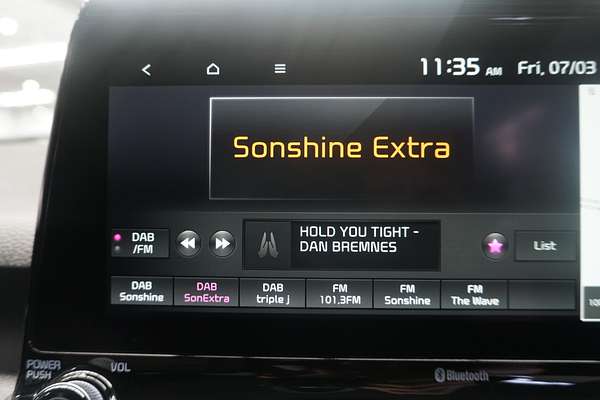 11:35 AM Fri, 07/03
Sonshine Extra
DAB
/FM
HOLD YOU TIGHT -
DAN BREMNES
List
DAB
Sonshine
DAB
SonExtra
DAB
triple j
FM
101.3FM
FM
Sonshine
FM
The Wave
POWER
PUSH
VOL
Bluetooth